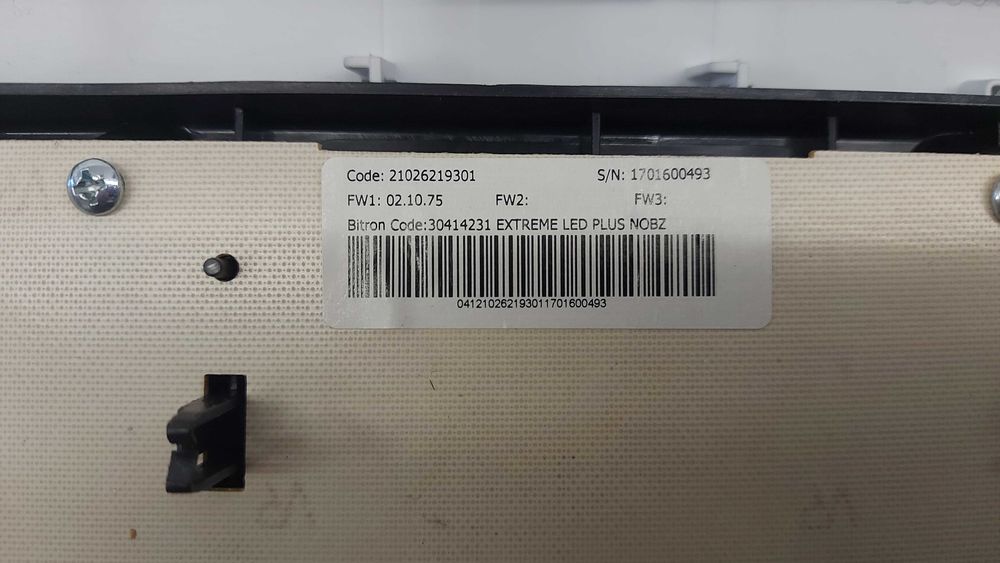 Code: 21026219301 S/N: 1701600493
FW1: 02.10.75 FW2: FW3:
Bitron Code:30414231 EXTREME LED PLUS NOBZ
041210262193011701600493